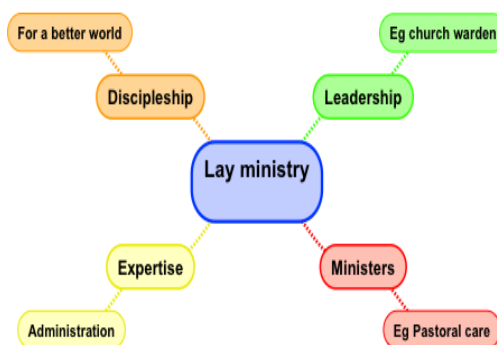 For a better world
Eg church warden
Discipleship
Leadership
Lay ministry
Expertise
Ministers
Administration
Eg Pastoral care